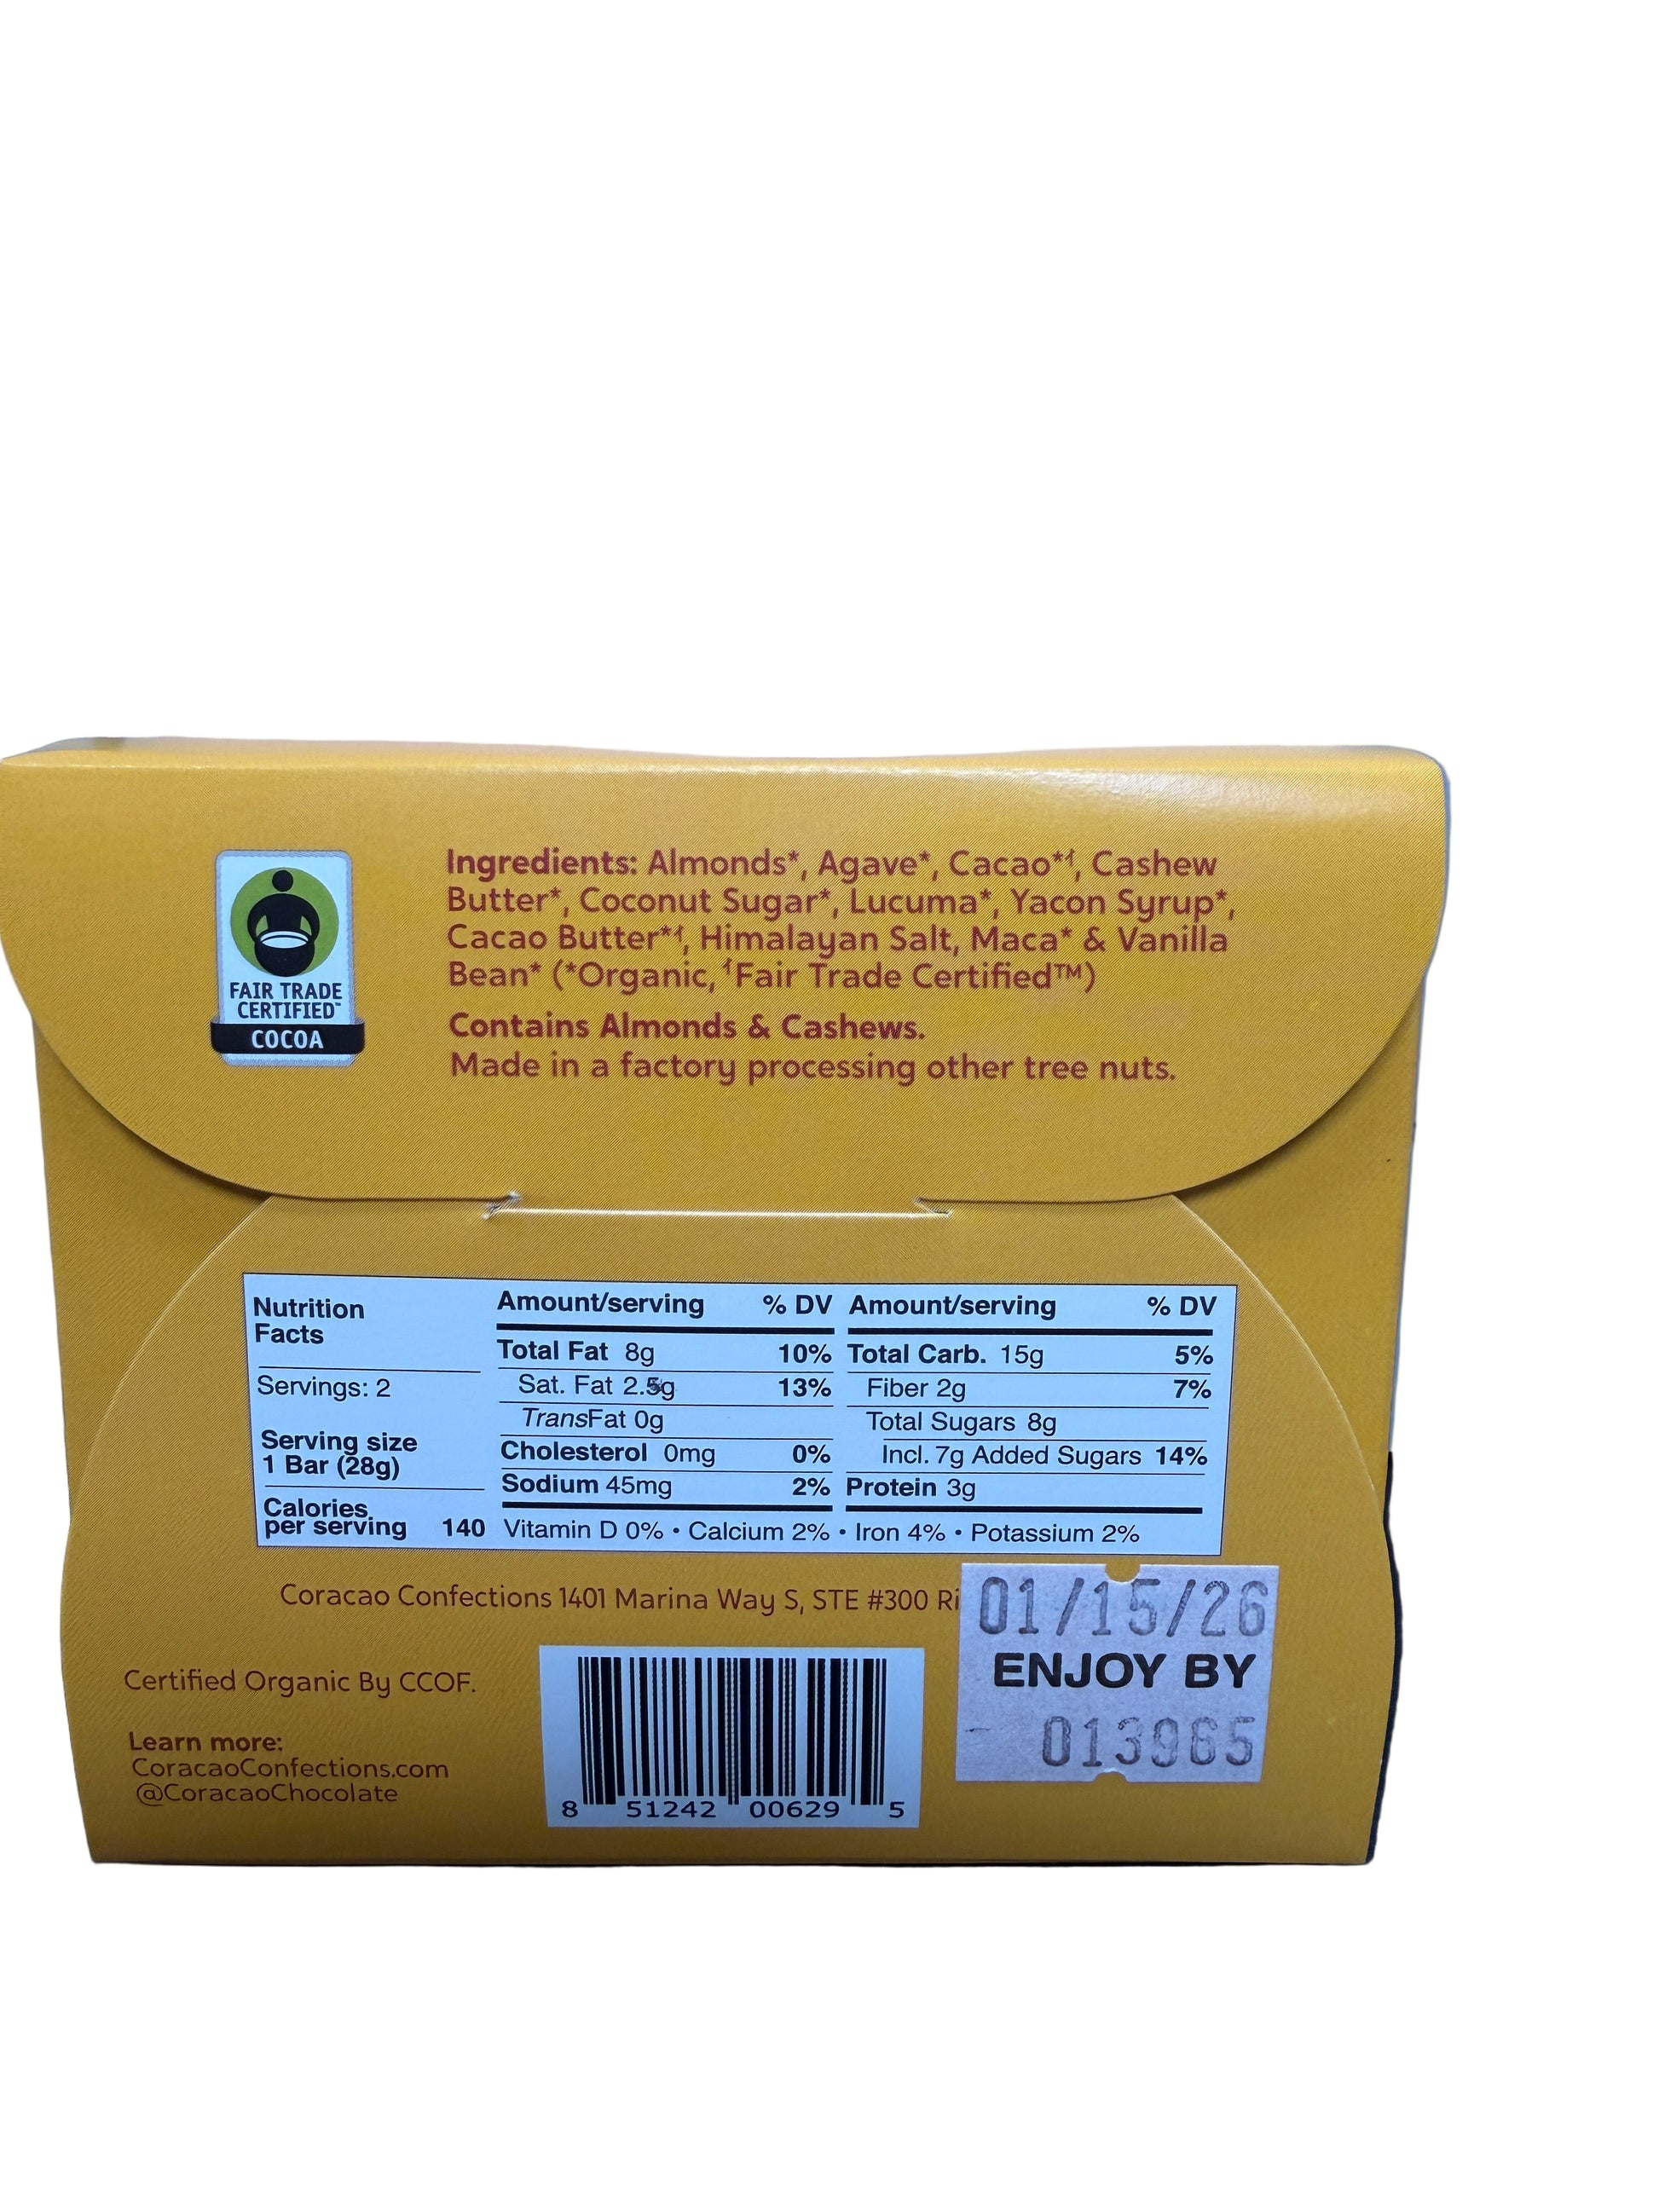 FAIR TRADE
CERTIFIED™
COCOA
Ingredients: Almonds*, Agave*, Cacao*ᶠ, Cashew
Butter*, Coconut Sugar*, Lucuma*, Yacon Syrup*,
Cacao Butter*ᶠ, Himalayan Salt, Maca* & Vanilla
Bean* (*Organic, ᶠFair Trade Certified™)
Contains Almonds & Cashews.
Made in a factory processing other tree nuts.
Nutrition
Facts
Servings: 2
Serving size
1 Bar (28g)
Calories
per serving 140
Amount/serving % DV
Total Fat 8g 10%
Sat. Fat 2.5g 13%
TransFat 0g
Cholesterol 0mg 0%
Sodium 45mg 2%
Amount/serving % DV
Total Carb. 15g 5%
Fiber 2g 7%
Total Sugars 8g
Incl. 7g Added Sugars 14%
Protein 3g
Vitamin D 0% • Calcium 2% • Iron 4% • Potassium 2%
Coracao Confections 1401 Marina Way S, STE #300 Ri
01/15/26
ENJOY BY
013965
Certified Organic By CCOF.
Learn more:
CoracaoConfections.com
@CoracaoChocolate
8 51242 00629 5